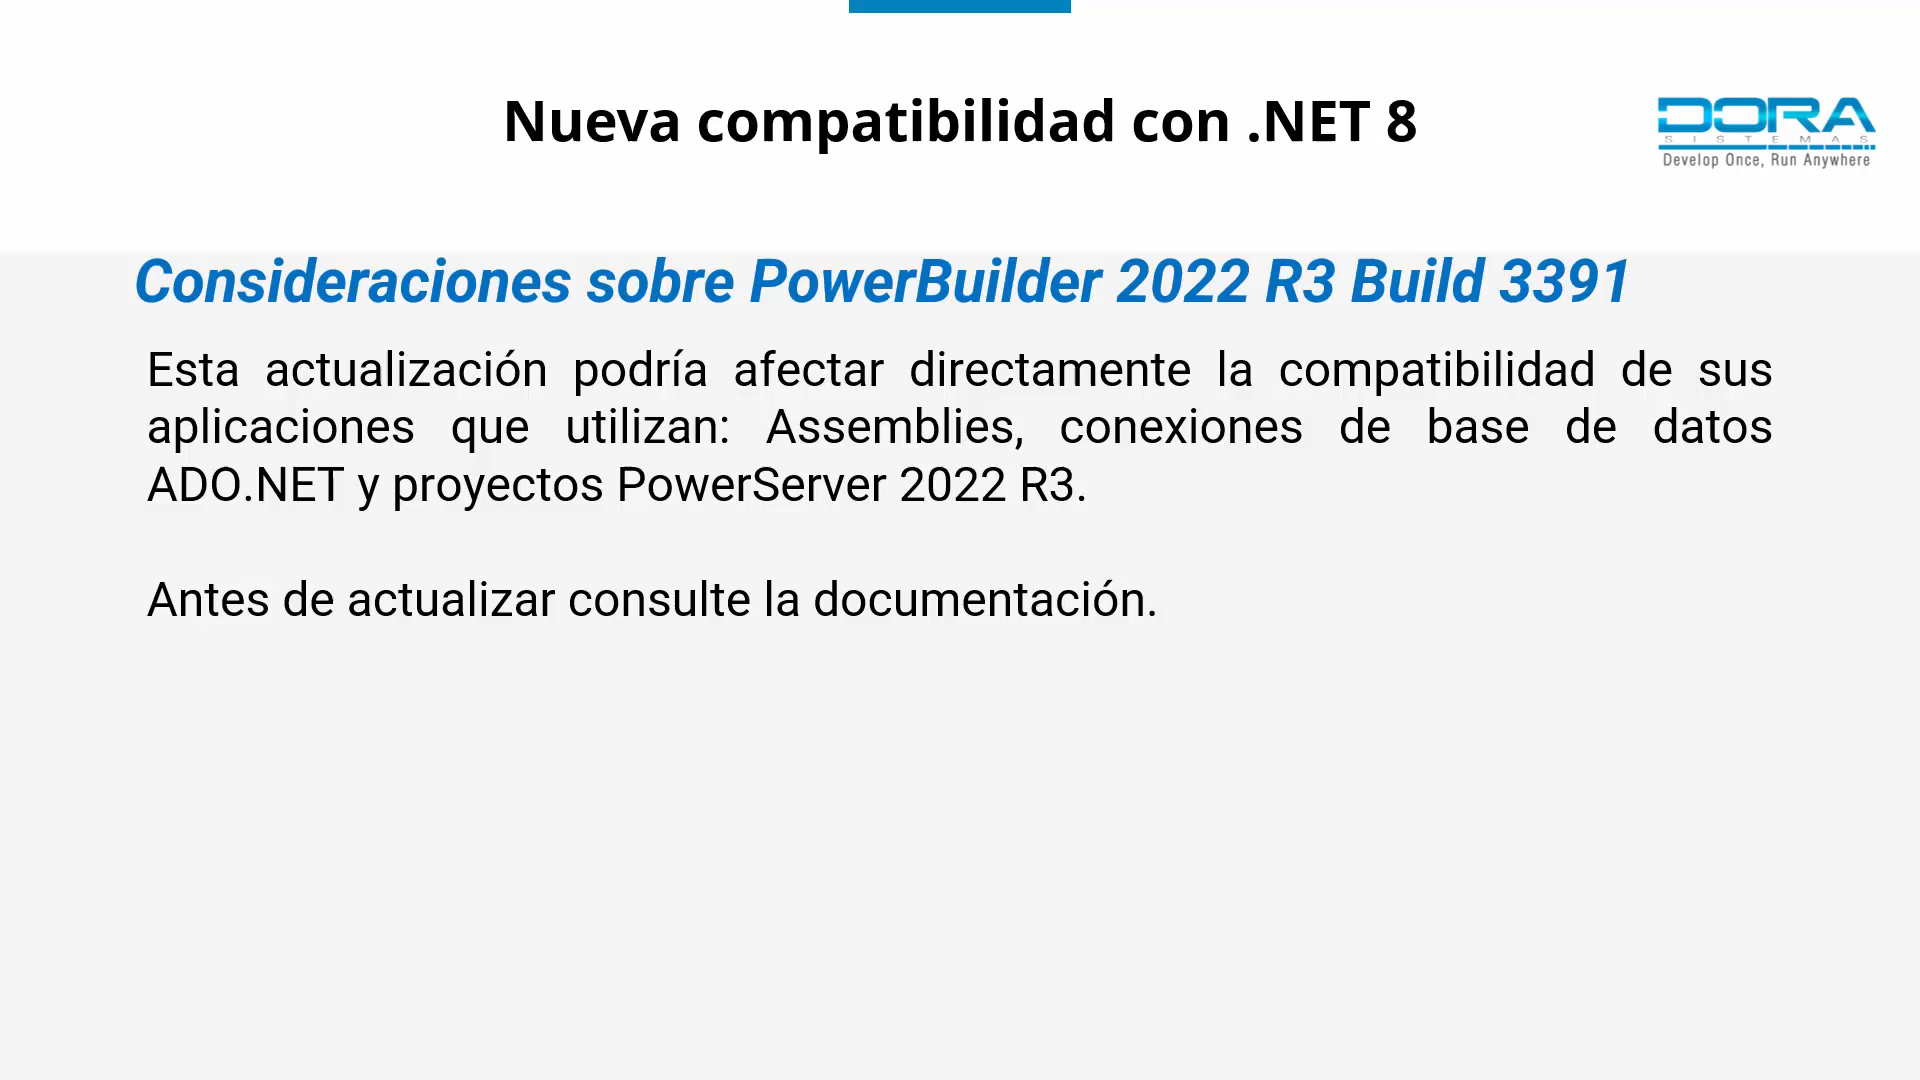 Nueva compatibilidad con .NET 8
DORA
SISTEMAS
Develop Once, Run Anywhere
Consideraciones sobre PowerBuilder 2022 R3 Build 3391
Esta actualización podría afectar directamente la compatibilidad de sus
aplicaciones que utilizan: Assemblies, conexiones de base de datos
ADO.NET y proyectos PowerServer 2022 R3.
Antes de actualizar consulte la documentación.